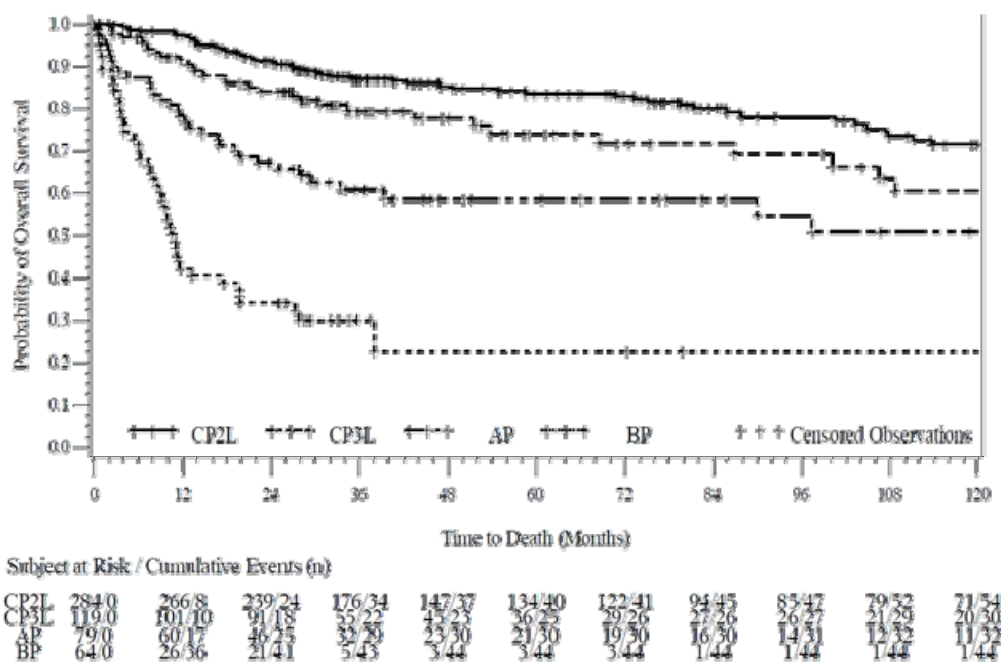 Probability of Overall Survival
1.0
0.9
0.8
0.7
0.6
0.5
0.4
0.3
0.2
0.1
0.0
CP2L CP3L AP BP Censored Observations
0 12 24 36 48 60 72 84 96 108 120
Time to Death (Months)
Subject at Risk / Cumulative Events (n)
CP2L 284/0 266/8 239/24 176/34 147/37 134/40 122/41 94/45 85/47 79/52 71/54
CP3L 119/0 101/10 91/18 55/22 45/23 36/25 29/26 27/26 26/27 21/29 20/30
AP 79/0 60/17 46/25 32/29 23/30 21/30 19/30 16/30 14/31 12/32 11/32
BP 64/0 26/36 21/41 5/43 3/44 3/44 3/44 1/44 1/44 1/44 1/44